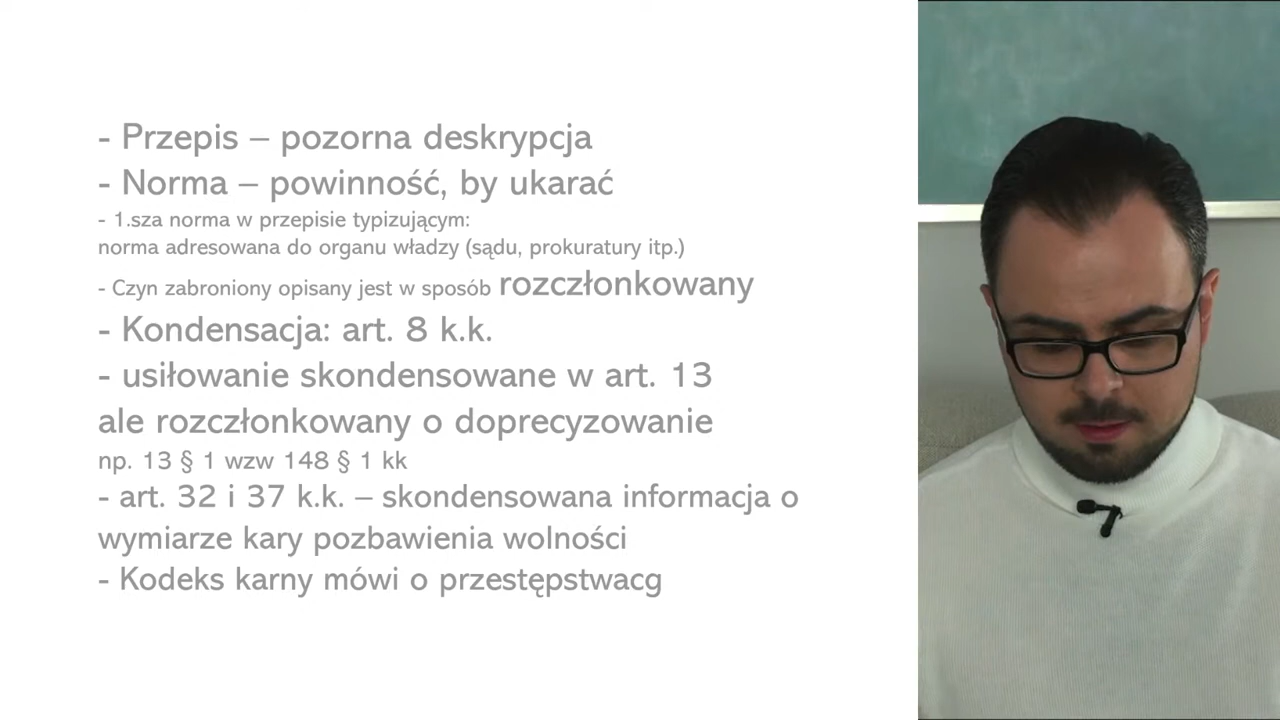 - Przepis – pozorna deskrypcja
- Norma – powinność, by ukarać
- 1.sza norma w przepisie typizującym:
norma adresowana do organu władzy (sądu, prokuratury itp.)
- Czyn zabroniony opisany jest w sposób rozczłonkowany
- Kondensacja: art. 8 k.k.
- usiłowanie skondensowane w art. 13
ale rozczłonkowany o doprecyzowanie
np. 13 § 1 wzw 148 § 1 kk
- art. 32 i 37 k.k. – skondensowana informacja o
wymiarze kary pozbawienia wolności
- Kodeks karny mówi o przestępstwacg